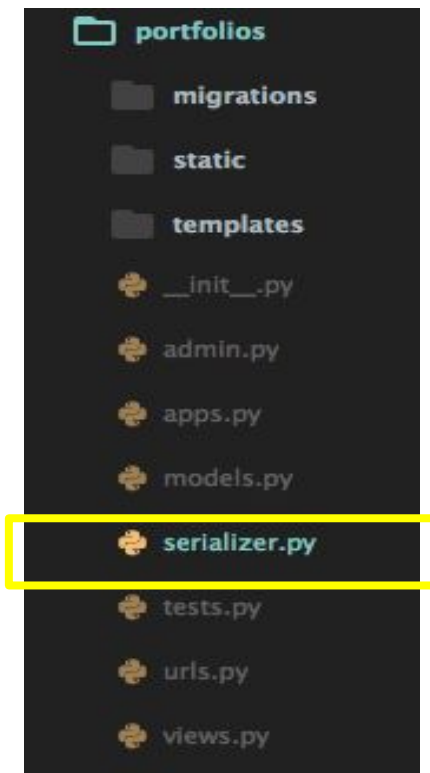 portfolios
migrations
static
templates
__init__.py
admin.py
apps.py
models.py
serializer.py
tests.py
urls.py
views.py